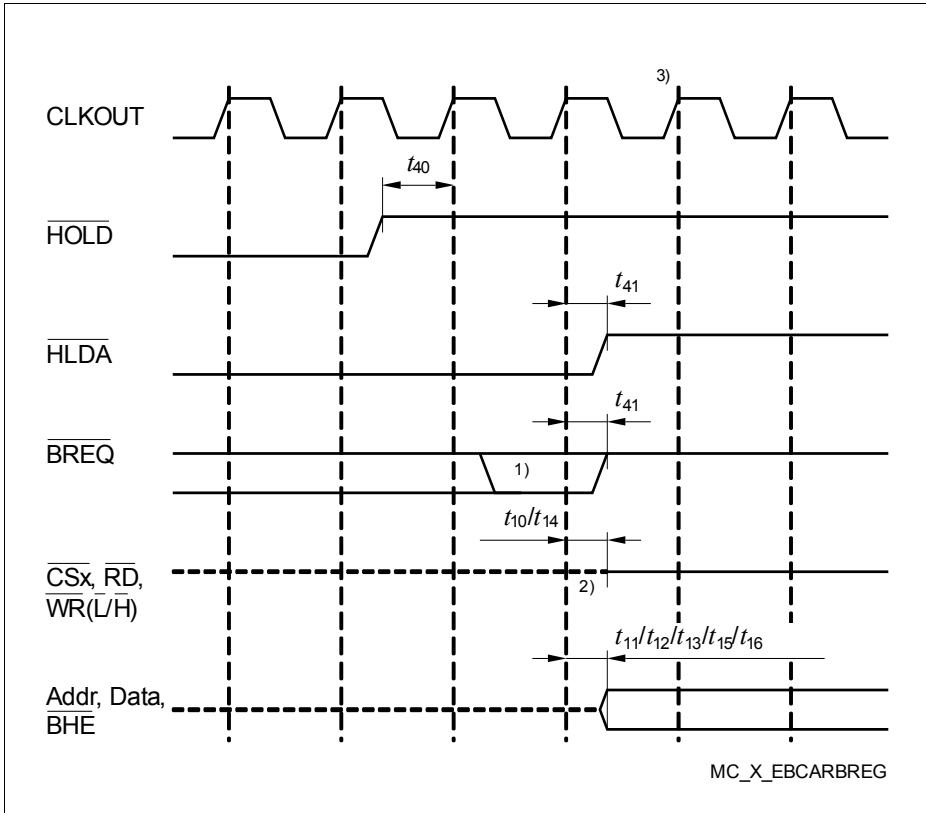 3)
CLKOUT
t40
HOLD
t41
HLDA
t41
BREQ
1)
t10/t14
CSx, RD,
WR(L/H)
2)
t11/t12/t13/t15/t16
Addr, Data,
BHE
MC_X_EBCARBREG